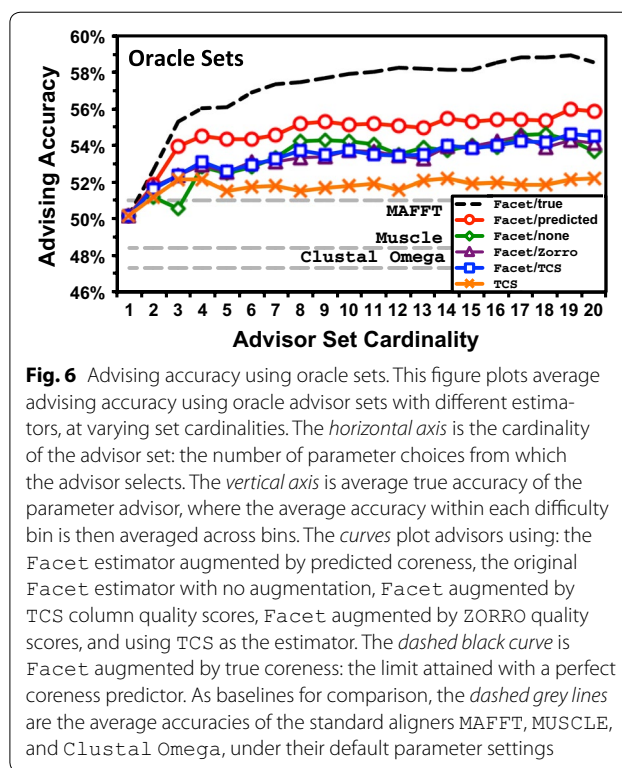 60%
58%
56%
54%
52%
50%
48%
46%
Advising Accuracy
Oracle Sets
MAFFT
Muscle
Clustal Omega
Facet/true
Facet/predicted
Facet/none
Facet/Zorro
Facet/TCS
TCS
1 2 3 4 5 6 7 8 9 10 11 12 13 14 15 16 17 18 19 20
Advisor Set Cardinality
Fig. 6 Advising accuracy using oracle sets. This figure plots average
advising accuracy using oracle advisor sets with different estima-
tors, at varying set cardinalities. The horizontal axis is the cardinality
of the advisor set: the number of parameter choices from which
the advisor selects. The vertical axis is average true accuracy of the
parameter advisor, where the average accuracy within each difficulty
bin is then averaged across bins. The curves plot advisors using: the
Facet estimator augmented by predicted coreness, the original
Facet estimator with no augmentation, Facet augmented by
TCS column quality scores, Facet augmented by ZORRO quality
scores, and using TCS as the estimator. The dashed black curve is
Facet augmented by true coreness: the limit attained with a perfect
coreness predictor. As baselines for comparison, the dashed grey lines
are the average accuracies of the standard aligners MAFFT, MUSCLE,
and Clustal Omega, under their default parameter settings